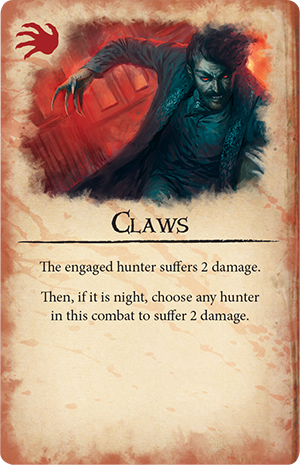 Claws
The engaged hunter suffers 2 damage.
Then, if it is night, choose any hunter
in this combat to suffer 2 damage.